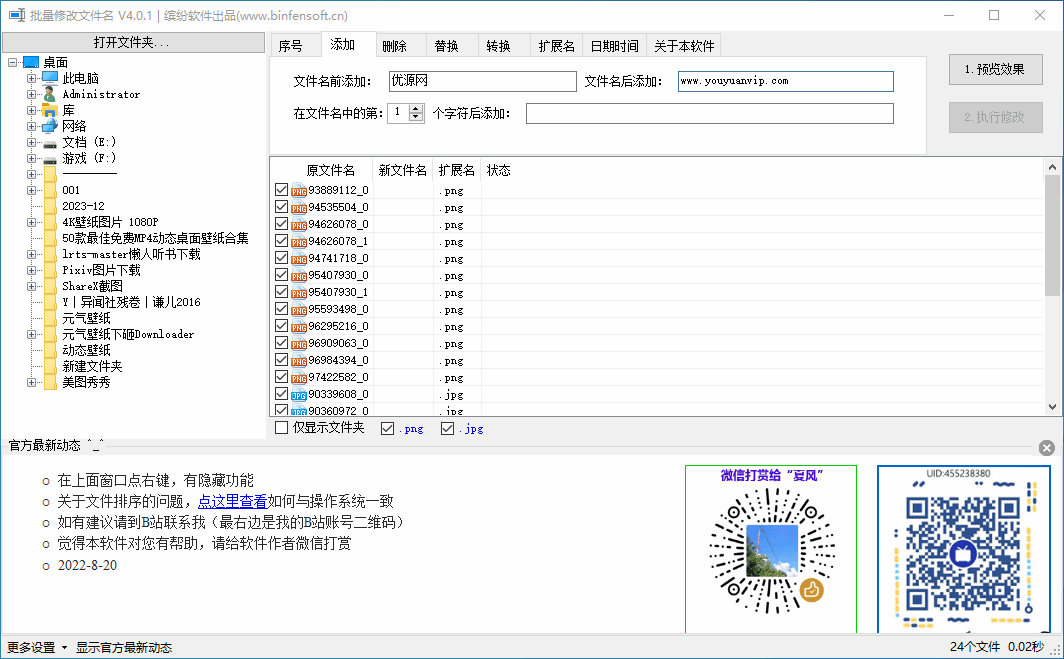 批量修改文件名 V4.0.1 | 缤纷软件出品(www.binfensoft.cn)
打开文件夹...
桌面
此电脑
Administrator
库
网络
文档 (E:)
游戏 (F:)
001
2023-12
4K壁纸图片 1080P
50款最佳免费MP4动态桌面壁纸合集
lrts-master懒人听书下载
Pixiv图片下载
ShareX截图
Y丨异闻社残卷丨谦儿2016
元气壁纸
元气壁纸下砸Downloader
动态壁纸
新建文件夹
美图秀秀
序号 添加 删除 替换 转换 扩展名 日期时间 关于本软件
文件名前添加: 优源网 文件名后添加: www.youyuanvip.com
在文件名中的第: 1 个字符后添加:
1.预览效果
2.执行修改
原文件名 新文件名 扩展名 状态
93889112_0 .png
94535504_0 .png
94626078_0 .png
94626078_1 .png
94741718_0 .png
95407930_0 .png
95407930_1 .png
95593498_0 .png
96295216_0 .png
96909063_0 .png
96984394_0 .png
97422582_0 .png
90339608_0 .jpg
90360972_0 .jpg
仅显示文件夹 .png .jpg
官方最新动态 ^_^
在上面窗口点右键，有隐藏功能
关于文件排序的问题，点这里查看如何与操作系统一致
如有建议请到B站联系我（最右边是我的B站账号二维码）
觉得本软件对您有帮助，请给软件作者微信打赏
2022-8-20
微信打赏给“夏风”
UID:455238380
更多设置 显示官方最新动态
24个文件 0.02秒